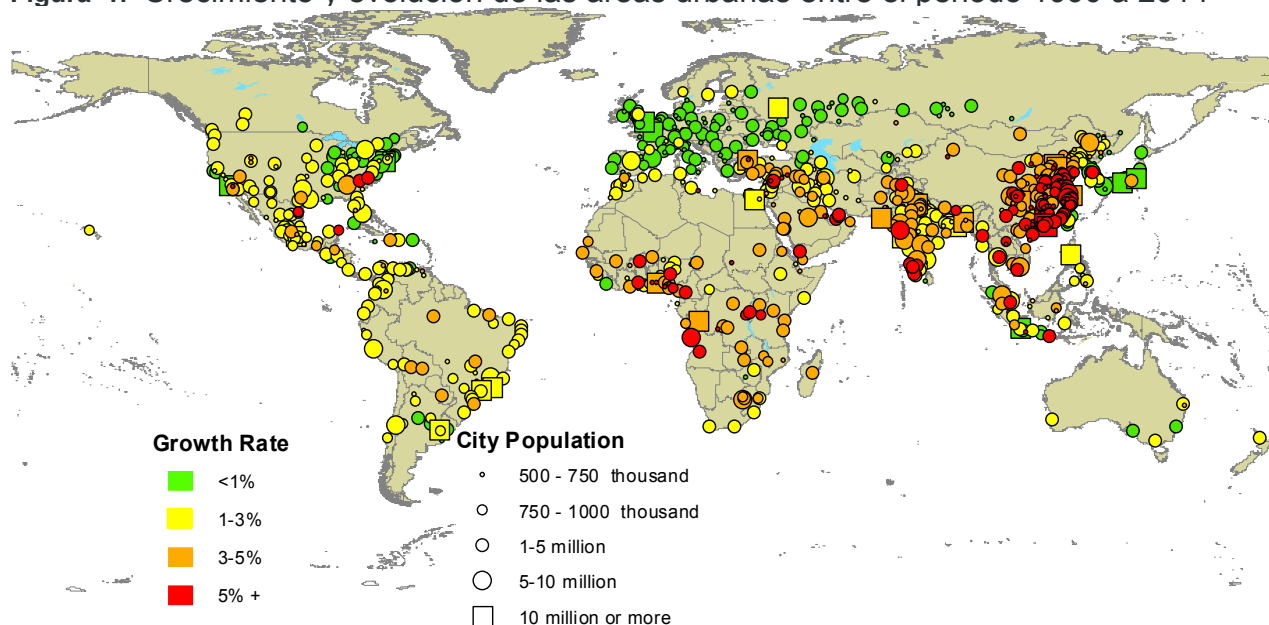 Growth Rate
<1%
1-3%
3-5%
5% +
City Population
500 - 750 thousand
750 - 1000 thousand
1-5 million
5-10 million
10 million or more